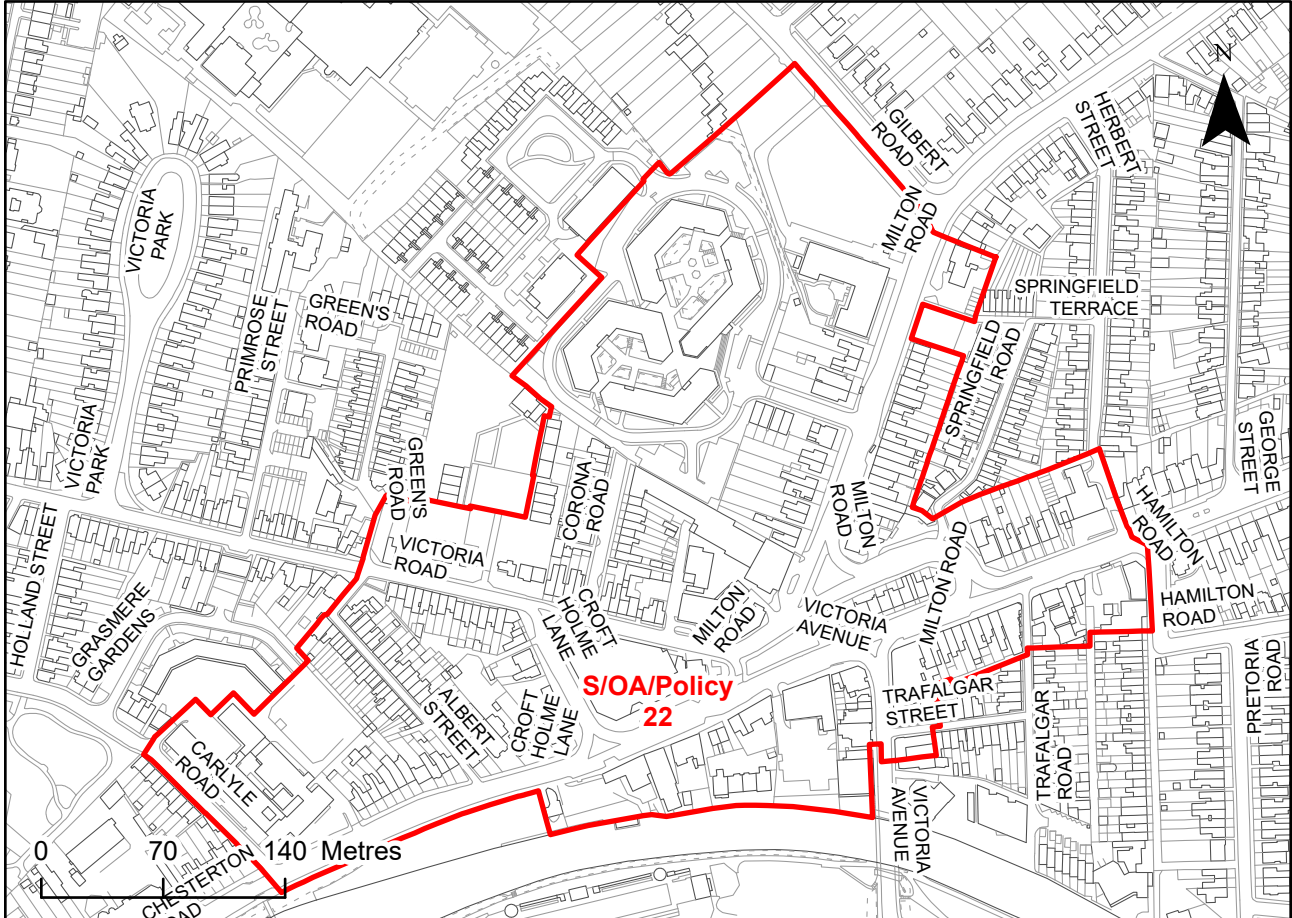 N
GILBERT
ROAD
HERBERT
STREET
VICTORIA
PARK
MILTON
ROAD
PRIMROSE
STREET
GREEN'S
ROAD
SPRINGFIELD
TERRACE
SPRINGFIELD
ROAD
VICTORIA
PARK
GEORGE
STREET
GREENS
ROAD
CORONA
ROAD
MILTON
ROAD
HAMILTON
ROAD
HOLLAND STREET
VICTORIA
ROAD
GRASMERE
GARDENS
CROFT
HOLME
LANE
MILTON
ROAD
VICTORIA
AVENUE
MILTON ROAD
HAMILTON
ROAD
PRETORIA
ROAD
S/OA/Policy
22
ALBERT
STREET
CROFT
HOLME
LANE
TRAFALGAR
STREET
TRAFALGAR
ROAD
CARLYLE
ROAD
VICTORIA
AVENUE
CHESTERTON
ROAD
0 70 140 Metres